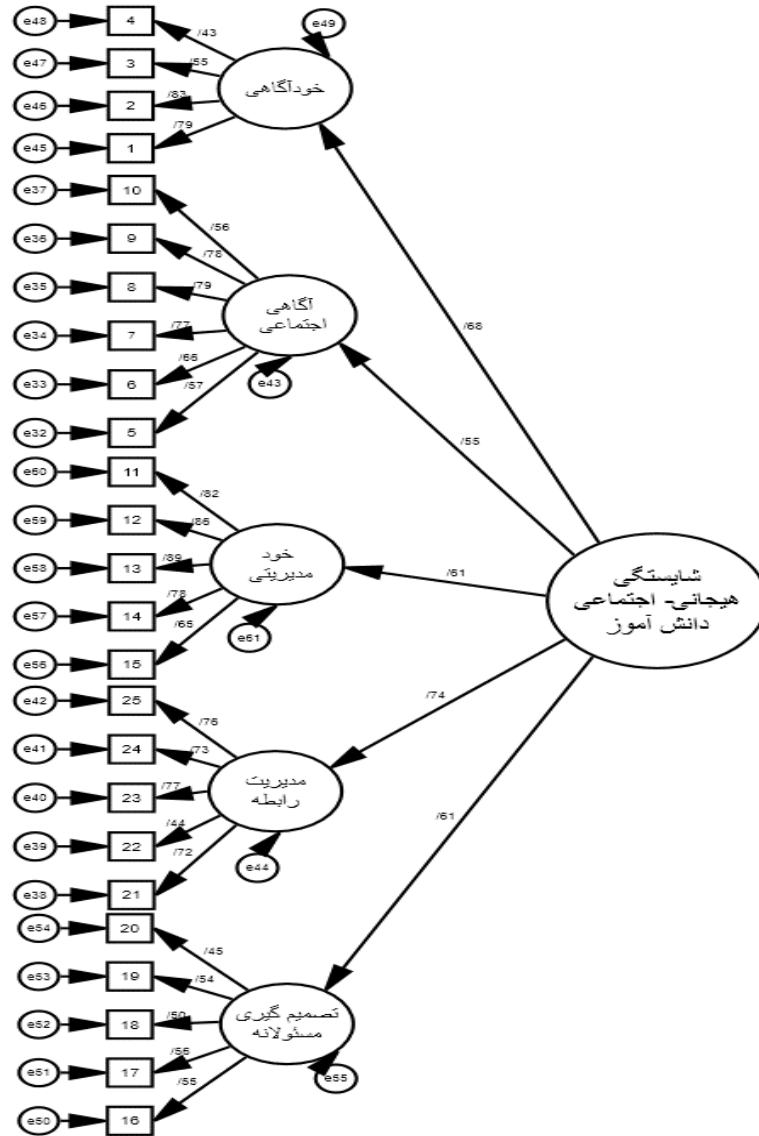 e48
4
/43
e49
e47
3
/55
خودآگاهی
e46
2
/83
e45
1
/79
e37
10
/56
e36
9
/78
e35
8
/79
آگاهی
اجتماعی
/68
e34
7
/77
e33
6
/66
e43
e32
5
/57
/55
e60
11
/82
e59
12
/86
خود
مدیریتی
/61
شایستگی
هیجانی- اجتماعی
دانش آموز
e58
13
/89
e57
14
/78
e61
e56
15
/65
e42
25
/76
/74
e41
24
/73
مدیریت
رابطه
e40
23
/77
e39
22
/44
/61
e38
21
/72
e44
e54
20
/45
e53
19
/54
تصمیم گیری
مسئولانه
e52
18
/50
e51
17
/56
e55
e50
16
/55